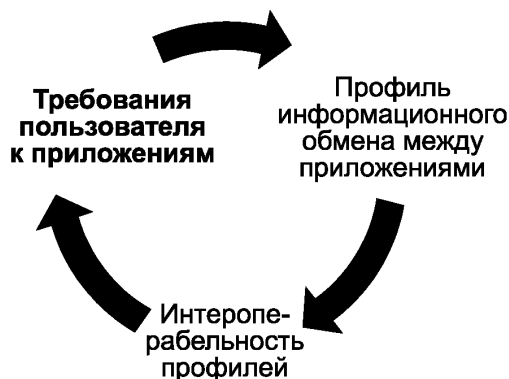 Требования
пользователя
к приложениям
Профиль
информационного
обмена между
приложениями
Интеропе-
рабельность
профилей